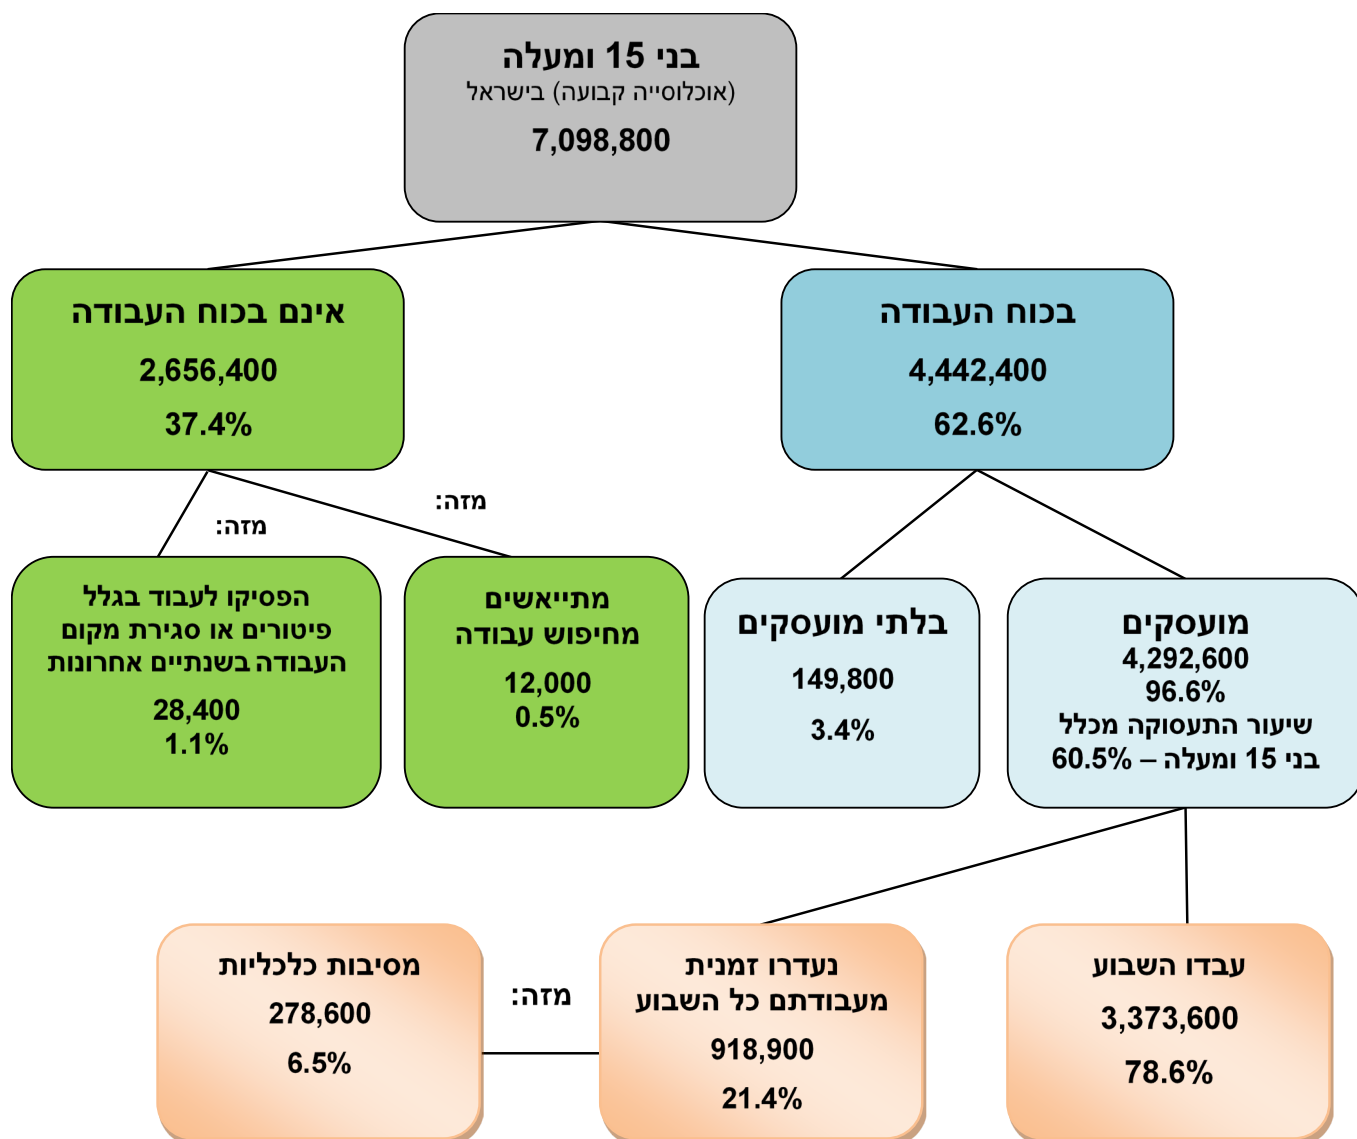 בני 15 ומעלה
(אוכלוסייה קבועה) בישראל
7,098,800
בכוח העבודה
4,442,400
62.6%
אינם בכוח העבודה
2,656,400
37.4%
מזה:
מזה:
מועסקים
4,292,600
96.6%
שיעור התעסוקה מכלל
בני 15 ומעלה – 60.5%
בלתי מועסקים
149,800
3.4%
מתייאשים
מחיפוש עבודה
12,000
0.5%
הפסיקו לעבוד בגלל
פיטורים או סגירת מקום
העבודה בשנתיים אחרונות
28,400
1.1%
עבדו השבוע
3,373,600
78.6%
נעדרו זמנית
מעבודתם כל השבוע
918,900
21.4%
מזה:
מסיבות כלכליות
278,600
6.5%